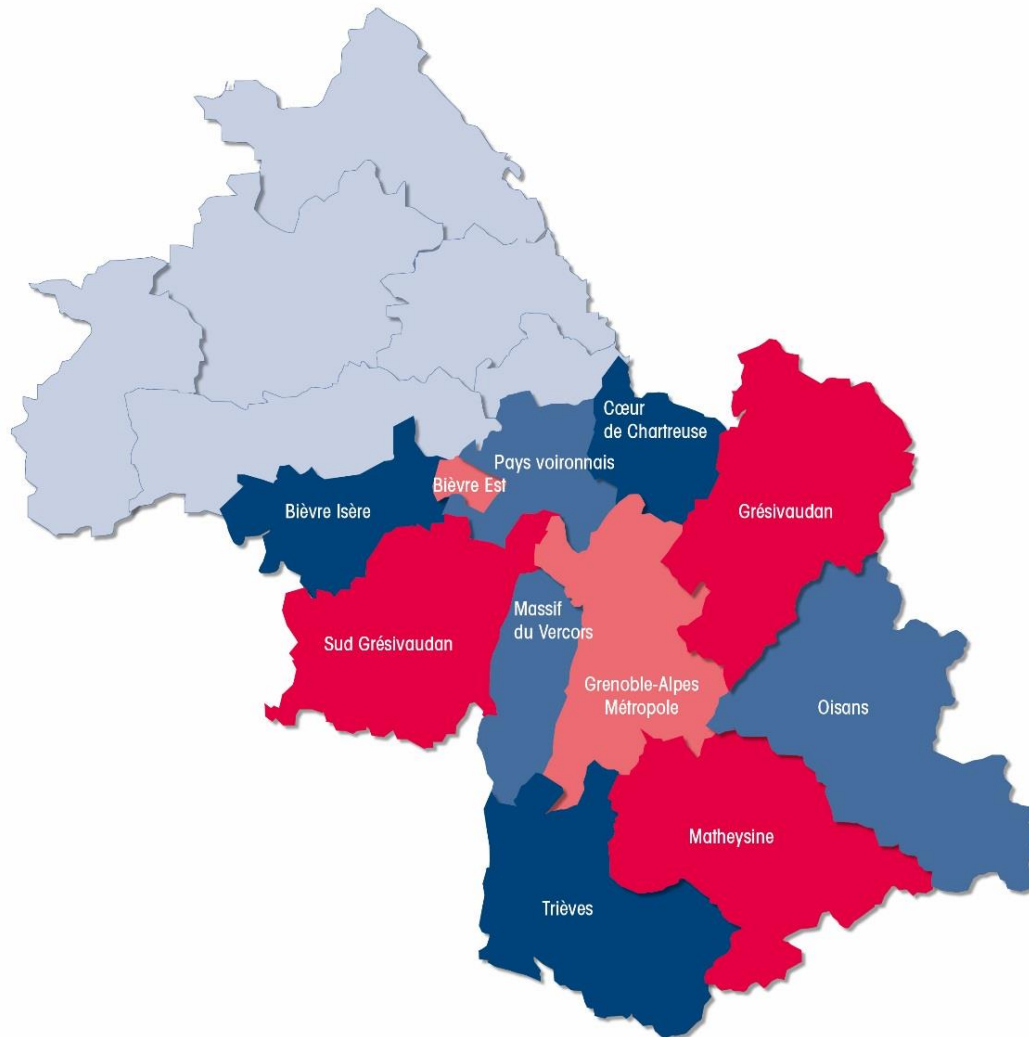 Cœur
de Chartreuse
Pays voironnais
Bièvre Est
Bièvre Isère
Grésivaudan
Massif
du Vercors
Sud Grésivaudan
Grenoble-Alpes
Métropole
Oisans
Matheysine
Trièves